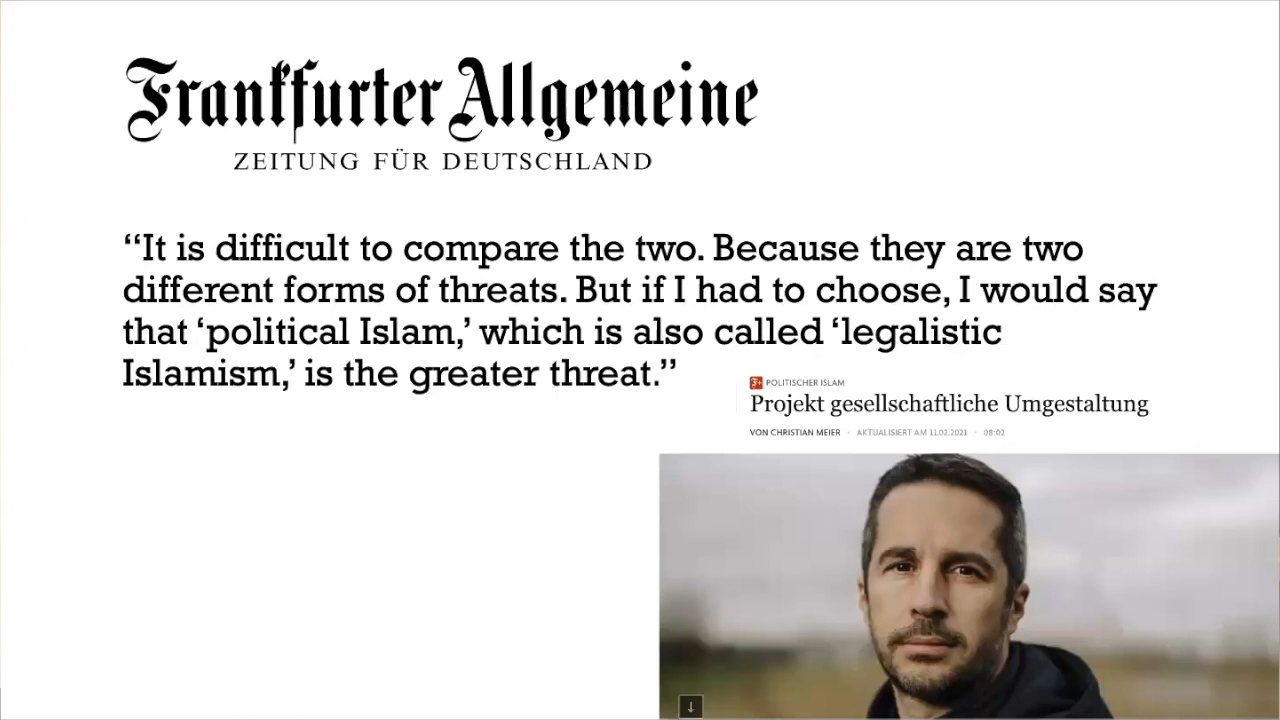 Frankfurter Allgemeine
ZEITUNG FÜR DEUTSCHLAND
“It is difficult to compare the two. Because they are two
different forms of threats. But if I had to choose, I would say
that ‘political Islam,’ which is also called ‘legalistic
Islamism,’ is the greater threat.”
F+ POLITISCHER ISLAM
Projekt gesellschaftliche Umgestaltung
VON CHRISTIAN MEIER - AKTUALISIERT AM 11.02.2021 - 08:02